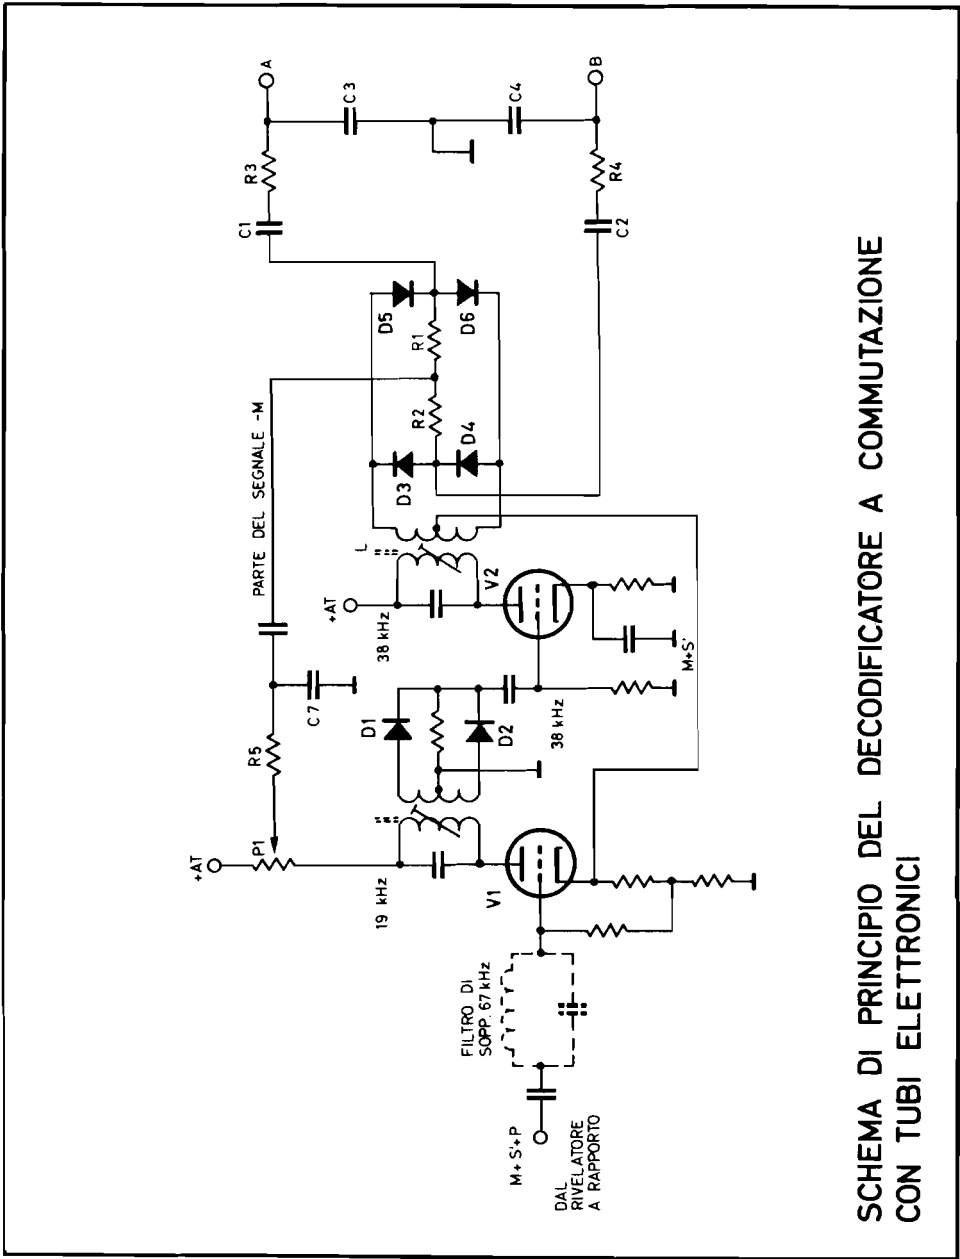 M+S'+P
DAL
RIVELATORE
A RAPPORTO
FILTRO DI
SOPP. 67 kHz
V1
19 kHz
+AT
P1
R5
C7
D1
D2
38 kHz
38 kHz
+AT
V2
L
M+S'
PARTE DEL SEGNALE -M
D3
D4
R2
R1
D5
D6
C1
R3
C3
A
C2
R4
C4
B
SCHEMA DI PRINCIPIO DEL DECODIFICATORE A COMMUTAZIONE
CON TUBI ELETTRONICI